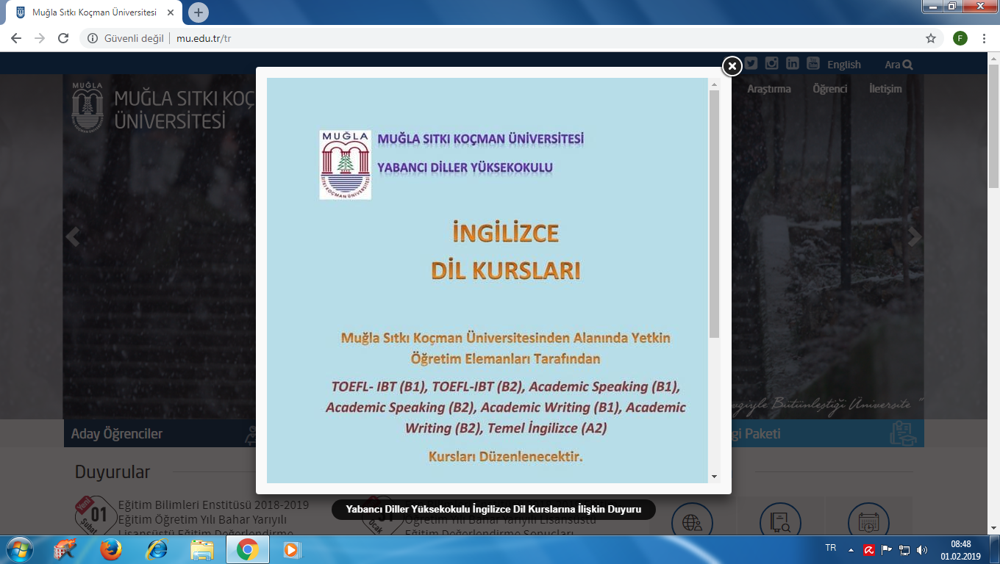 Muğla Sıtkı Koçman Üniversitesi
Güvenli değil
mu.edu.tr/tr
F
English
Ara
MUĞLA
MUĞLA SITKI KOÇ
ÜNİVERSİTESİ
Araştırma
Öğrenci
İletişim
MUĞLA
SITKI KOÇMAN ÜNİVERSİTESİ
MUĞLA SITKI KOÇMAN ÜNİVERSİTESİ
YABANCI DİLLER YÜKSEKOKULU
İNGİLİZCE
DİL KURSLARI
Muğla Sıtkı Koçman Üniversitesinden Alanında Yetkin
Öğretim Elemanları Tarafından
TOEFL- IBT (B1), TOEFL-IBT (B2), Academic Speaking (B1),
Academic Speaking (B2), Academic Writing (B1), Academic
Writing (B2), Temel İngilizce (A2)
Kursları Düzenlenecektir.
Bütünleştiği Üniversite "
Aday Öğrenciler
gi Paketi
Duyurular
Yeni
01
Şubat
Eğitim Bilimleri Enstitüsü 2018-2019
Eğitim Öğretim Yılı Bahar Yarıyılı
Lisansüstü Eğitim Değerlendirme
31
Ocak
Öğretim Yılı Bahar Yarıyılı Lisansüstü
Eğitim Değerlendirme Sonuçları
Yabancı Diller Yüksekokulu İngilizce Dil Kurslarına İlişkin Duyuru
TR
08:48
01.02.2019